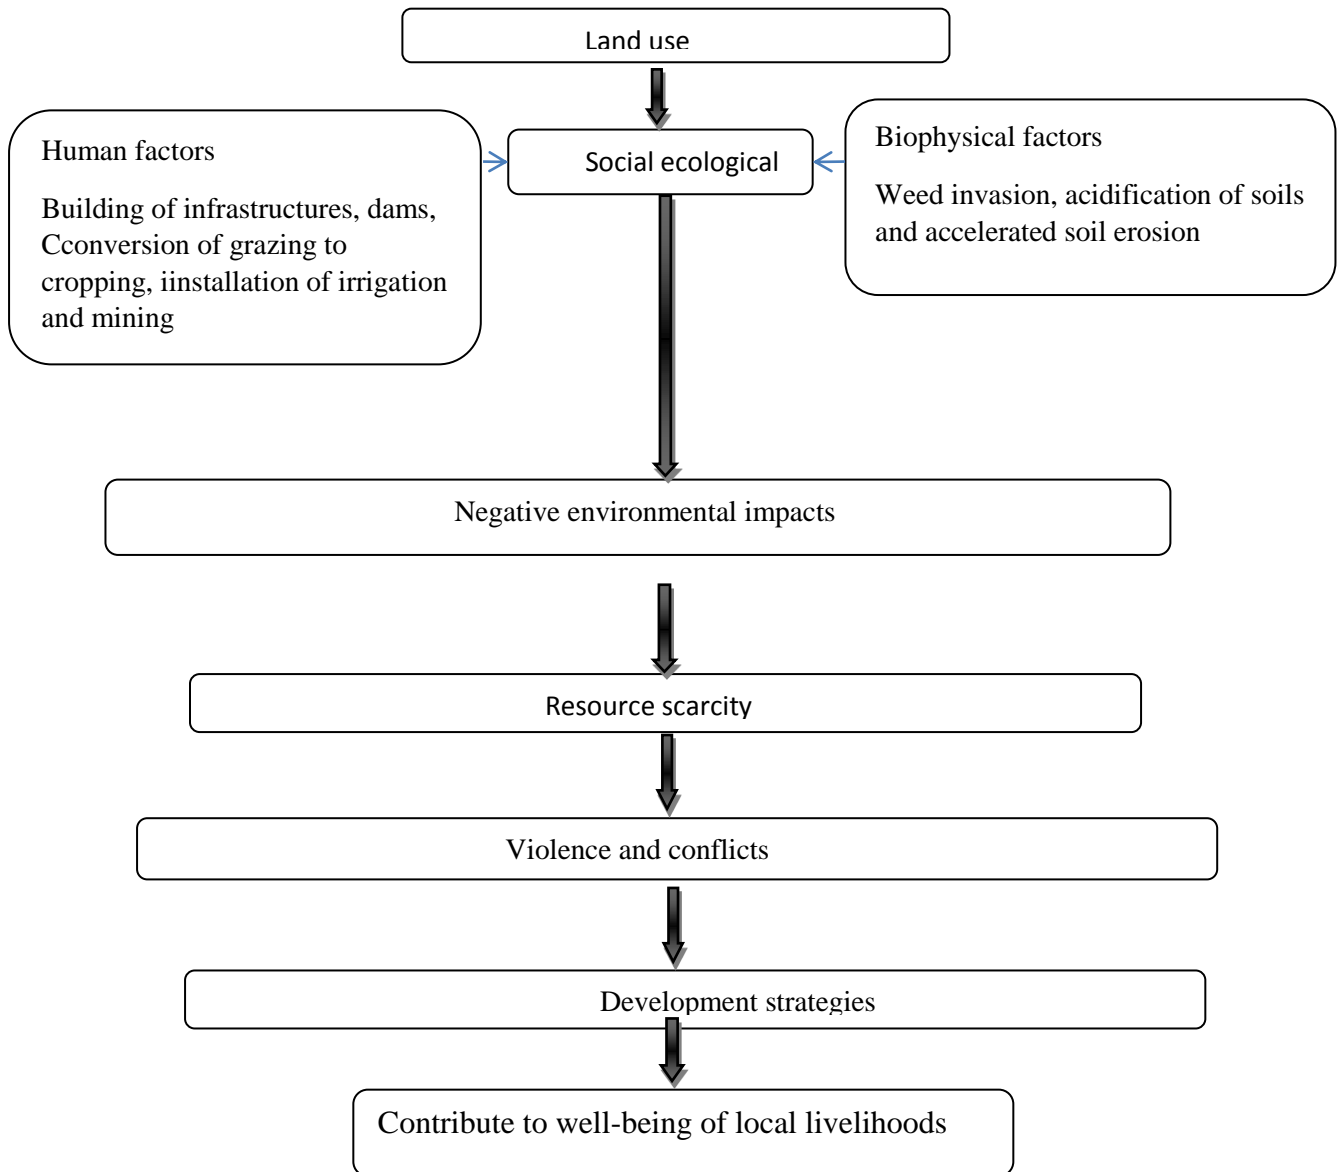 Land use
Human factors
Building of infrastructures, dams,
Cconversion of grazing to
cropping, iinstallation of irrigation
and mining
Social ecological
Biophysical factors
Weed invasion, acidification of soils
and accelerated soil erosion
Negative environmental impacts
Resource scarcity
Violence and conflicts
Development strategies
Contribute to well-being of local livelihoods